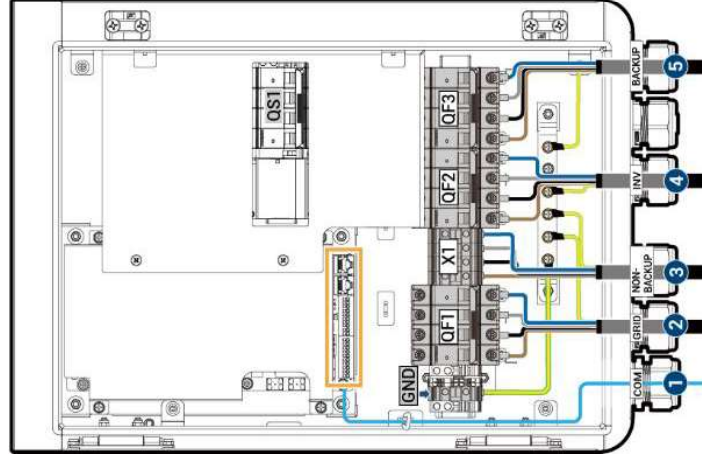 QS1
QF3
QF2
X1
QF1
GND
BACKUP
5
INV
4
NON-
BACKUP
3
GRID
2
COM
1